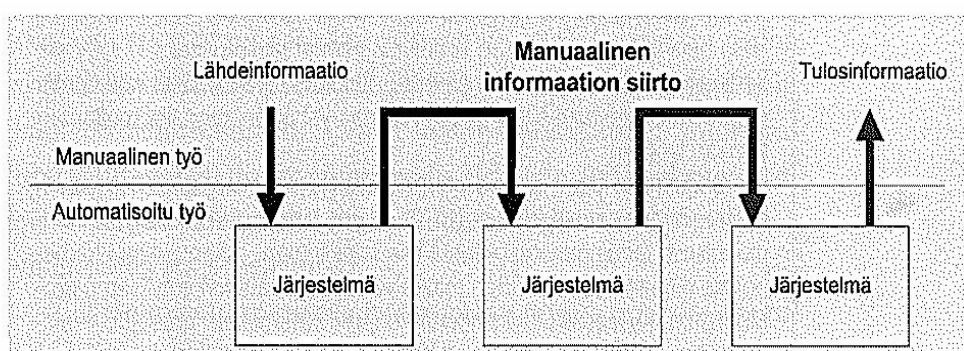 Lähdeinformaatio
Manuaalinen
informaation siirto
Tulosinformaatio
Manuaalinen työ
Automatisoitu työ
Järjestelmä
Järjestelmä
Järjestelmä